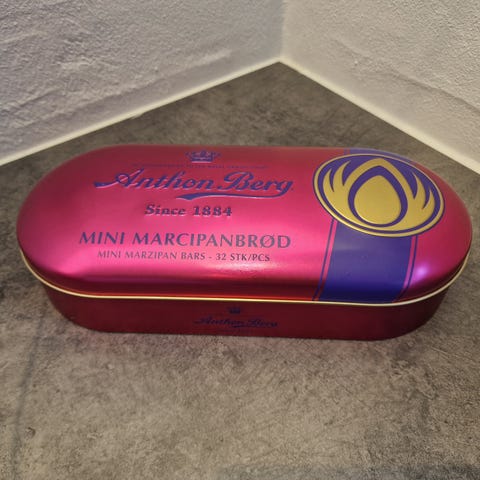 Anthon Berg
Since 1884
MINI MARCIPANBRØD
MINI MARZIPAN BARS - 32 STK/PCS
Anthon Berg